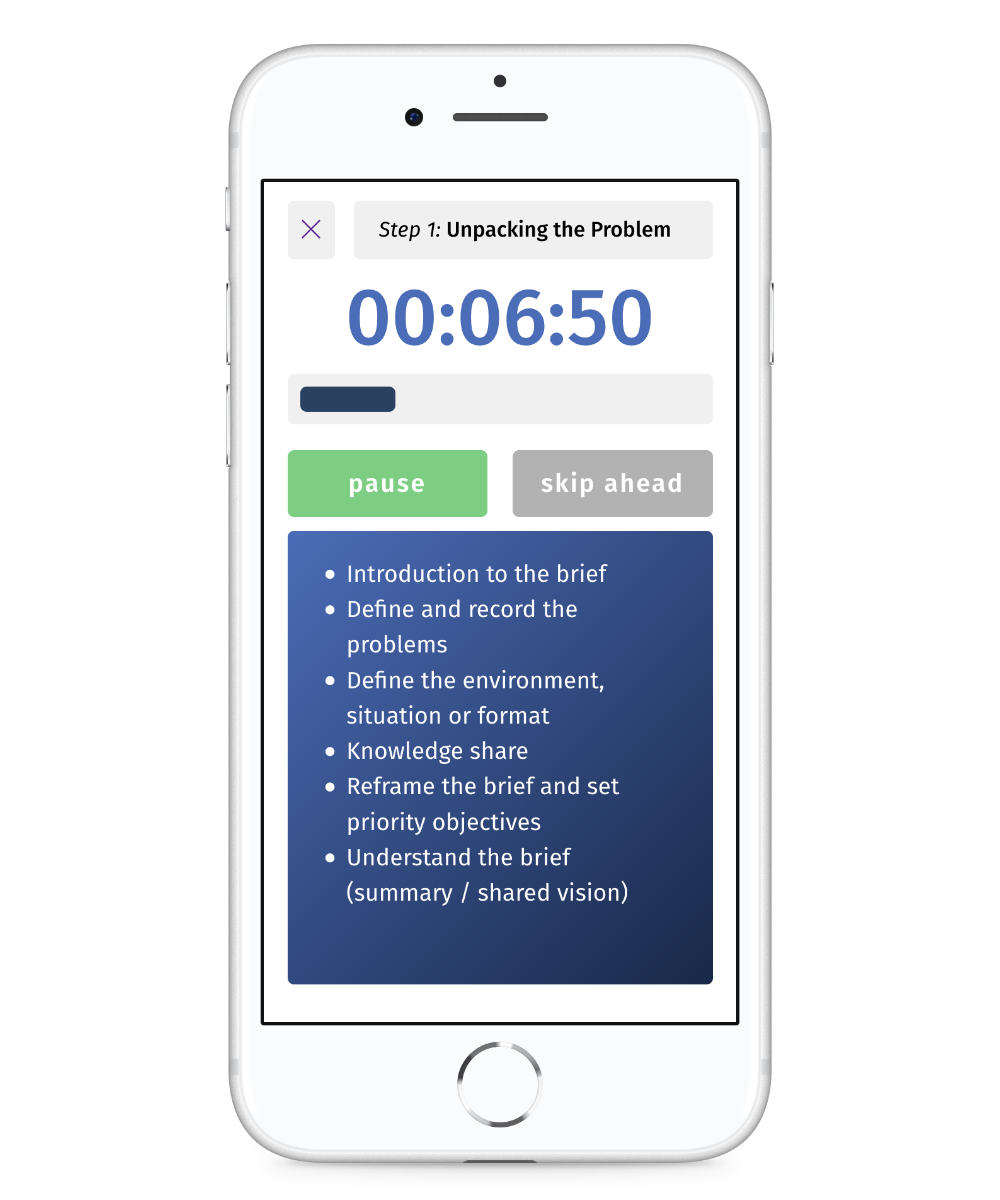 Step 1: Unpacking the Problem
00:06:50
pause
skip ahead
• Introduction to the brief
• Define and record the
problems
• Define the environment,
situation or format
• Knowledge share
• Reframe the brief and set
priority objectives
• Understand the brief
(summary / shared vision)